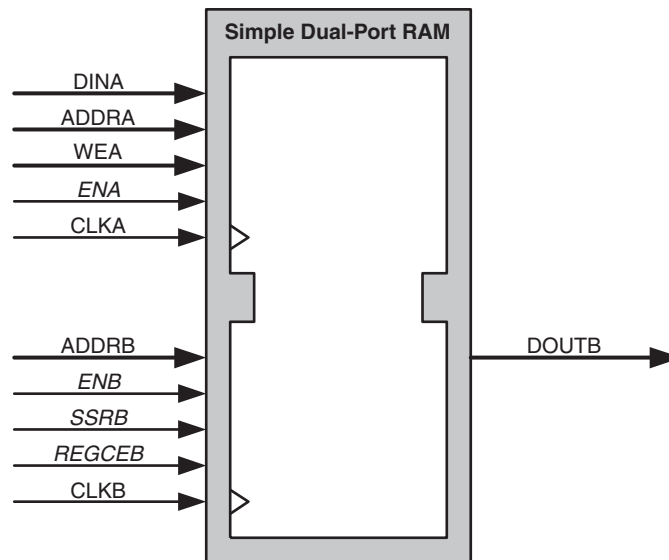 Simple Dual-Port RAM
DINA
ADDRA
WEA
ENA
CLKA
ADDRB
ENB
SSRB
REGCEB
CLKB
DOUTB